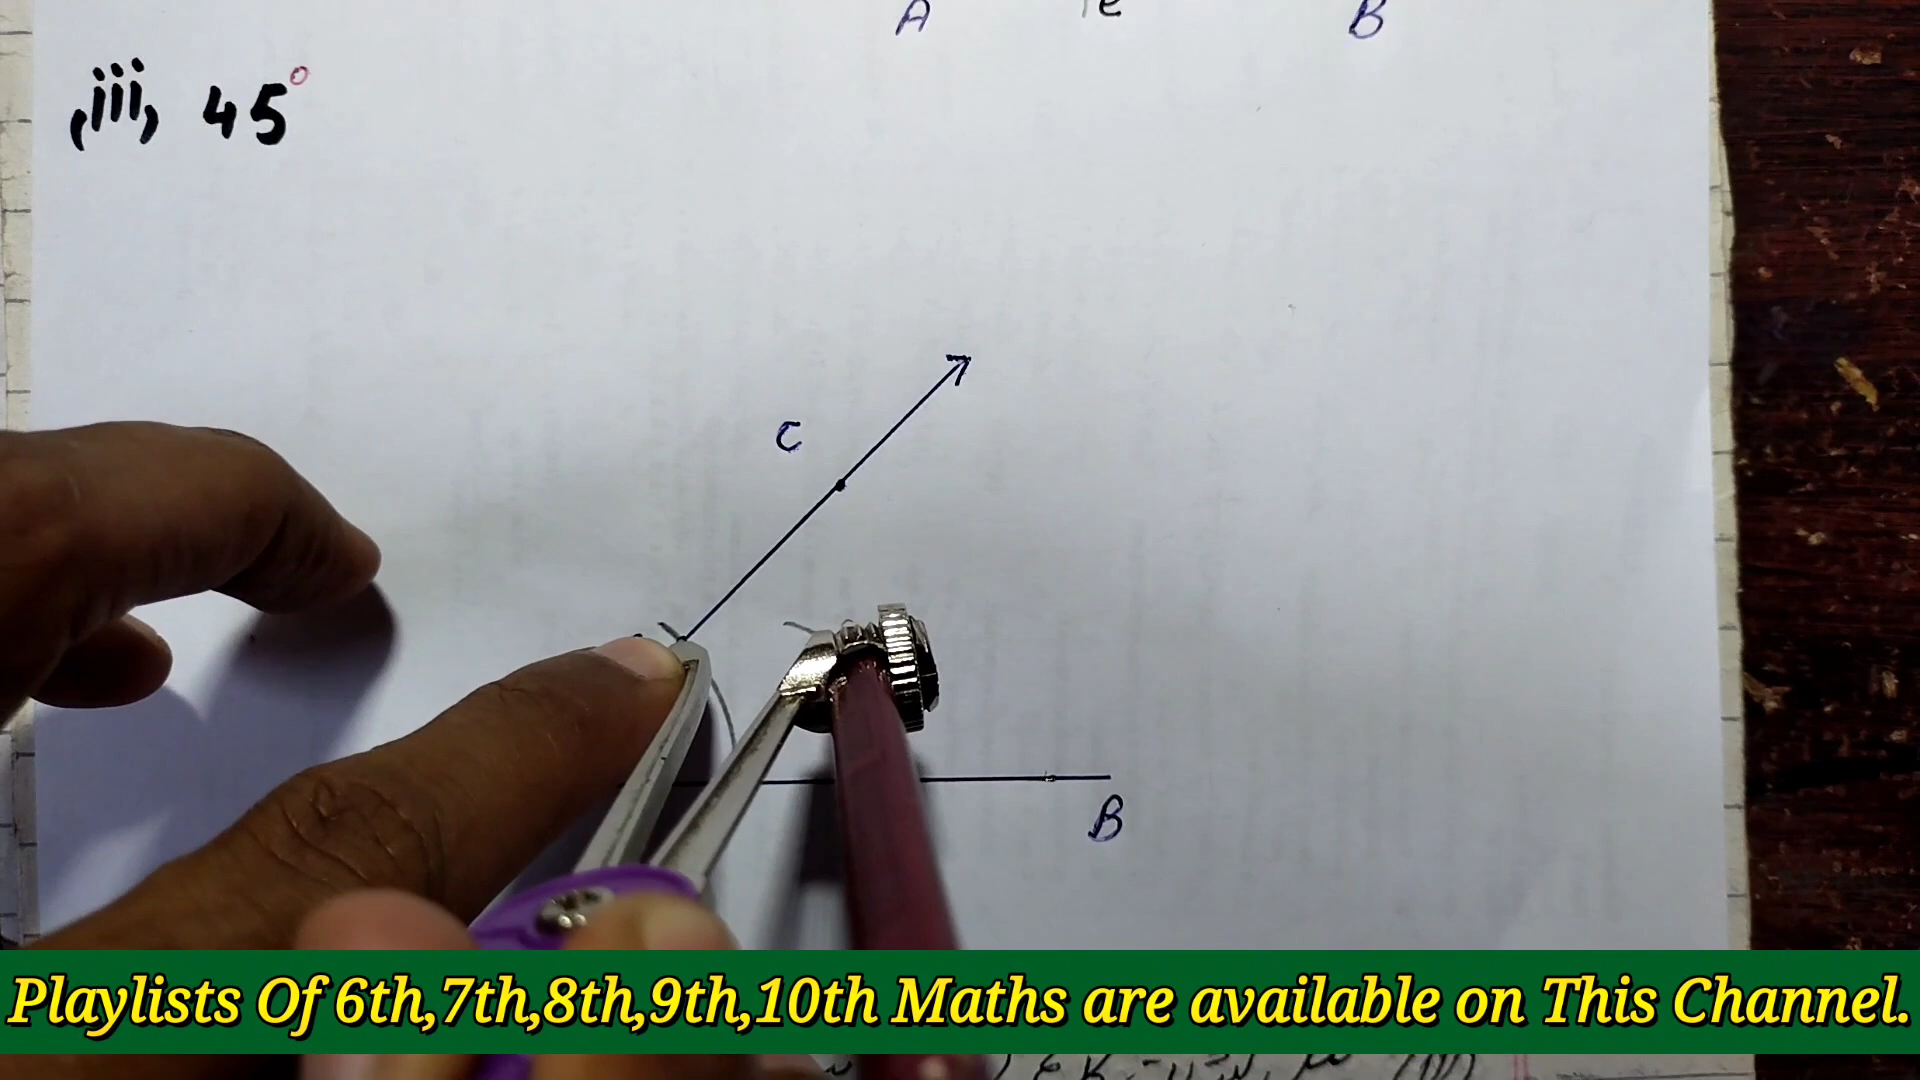 A e B
(iii) 45°
C
B
Playlists Of 6th,7th,8th,9th,10th Maths are available on This Channel.